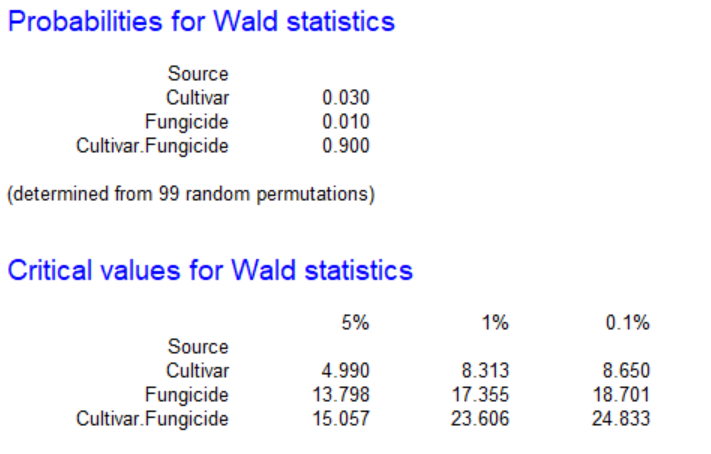 Probabilities for Wald statistics
Source
Cultivar 0.030
Fungicide 0.010
Cultivar.Fungicide 0.900
(determined from 99 random permutations)
Critical values for Wald statistics
5% 1% 0.1%
Source
Cultivar 4.990 8.313 8.650
Fungicide 13.798 17.355 18.701
Cultivar.Fungicide 15.057 23.606 24.833